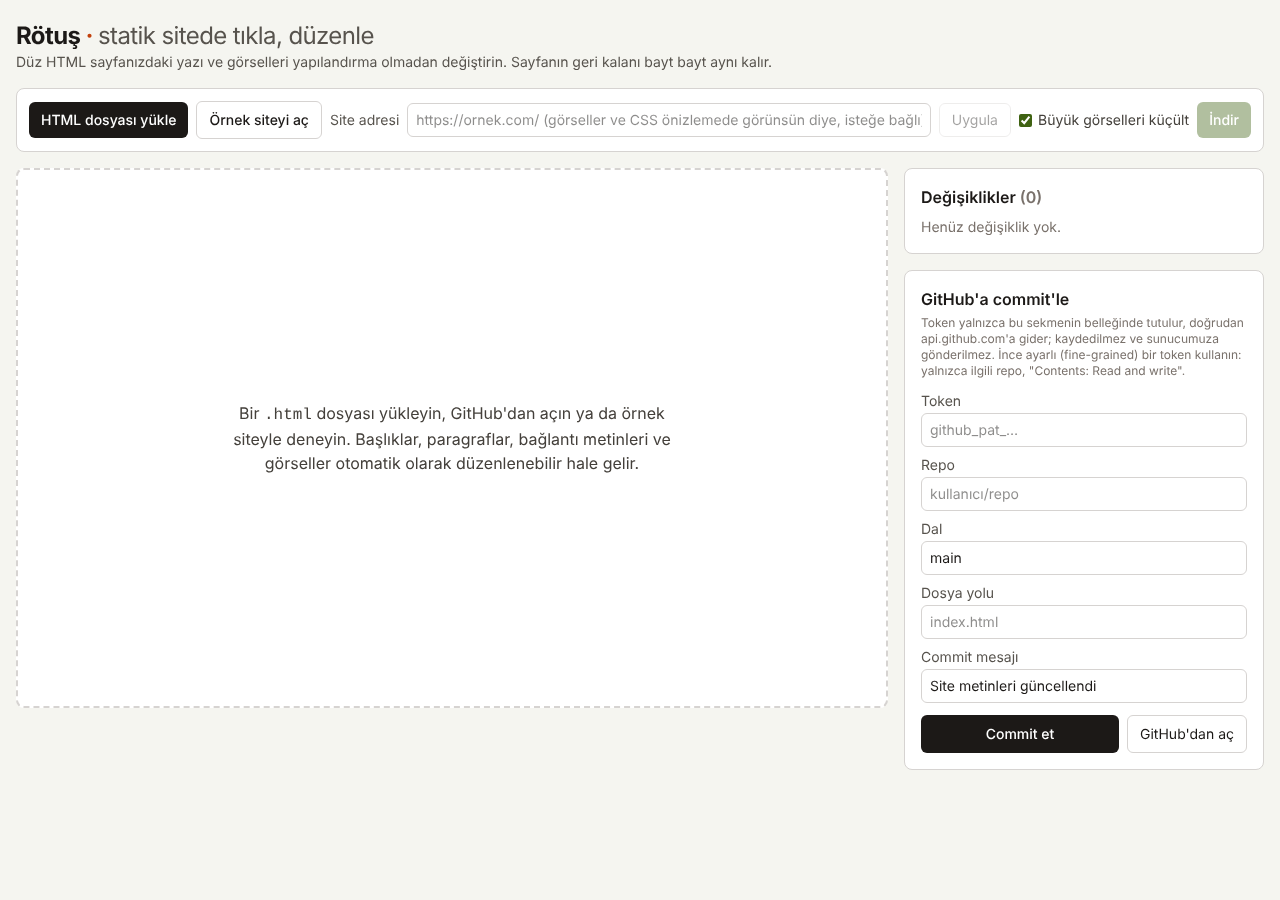 Rötuş · statik sitede tıkla, düzenle
Düz HTML sayfanızdaki yazı ve görselleri yapılandırma olmadan değiştirin. Sayfanın geri kalanı bayt bayt aynı kalır.
HTML dosyası yükle
Örnek siteyi aç
Site adresi
https://ornek.com/ (görseller ve CSS önizlemede görünsün diye, isteğe bağlı
Uygula
Büyük görselleri küçült
İndir
Bir .html dosyası yükleyin, GitHub'dan açın ya da örnek
siteyle deneyin. Başlıklar, paragraflar, bağlantı metinleri ve
görseller otomatik olarak düzenlenebilir hale gelir.
Değişiklikler (0)
Henüz değişiklik yok.
GitHub'a commit'le
Token yalnızca bu sekmenin belleğinde tutulur, doğrudan
api.github.com'a gider; kaydedilmez ve sunucumuza
gönderilmez. İnce ayarlı (fine-grained) bir token kullanın:
yalnızca ilgili repo, "Contents: Read and write".
Token
github_pat_...
Repo
kullanıcı/repo
Dal
main
Dosya yolu
index.html
Commit mesajı
Site metinleri güncellendi
Commit et
GitHub'dan aç